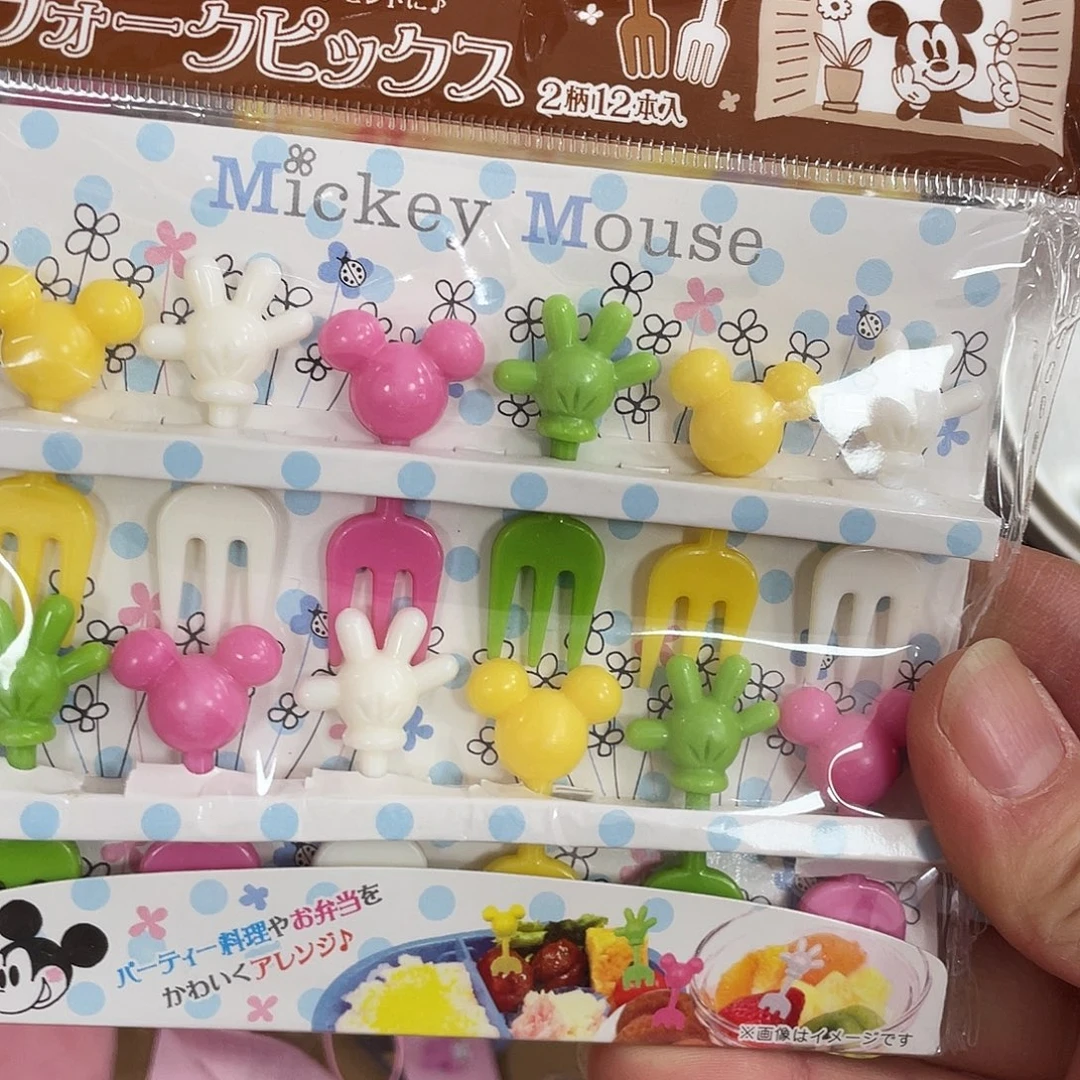 フォークピックス
2柄12本入
Mickey Mouse
パーティー料理やお弁当を
かわいくアレンジ♪
※画像はイメージです